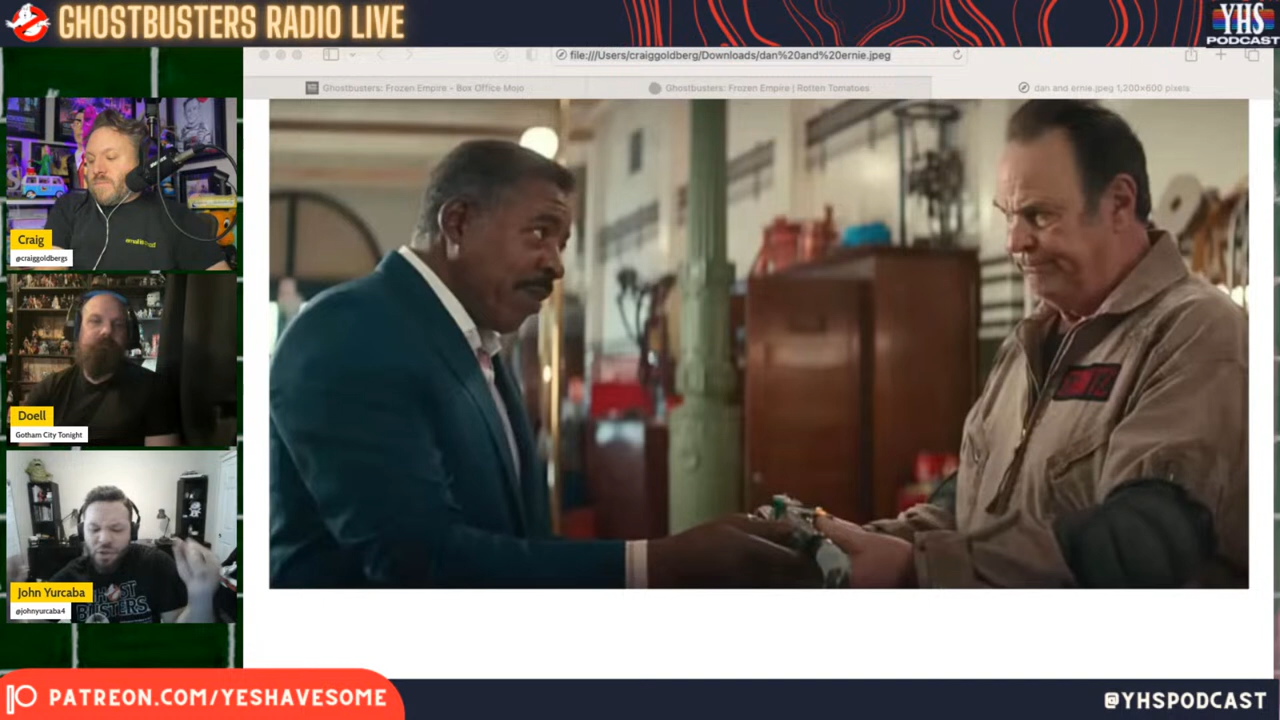 GHOSTBUSTERS RADIO LIVE
YHS
PODCAST
file:///Users/craiggoldberg/Downloads/dan%20and%20ernie.jpeg
Ghostbusters: Frozen Empire - Box Office Mojo
Ghostbusters: Frozen Empire | Rotten Tomatoes
dan and ernie.jpeg 1,200×600 pixels
Craig
@craiggoldbergs
Doell
Gotham City Tonight
John Yurcaba
@johnyurcaba4
GHOST
BUSTERS
PATREON.COM/YESHAVESOME
@YHSPODCAST